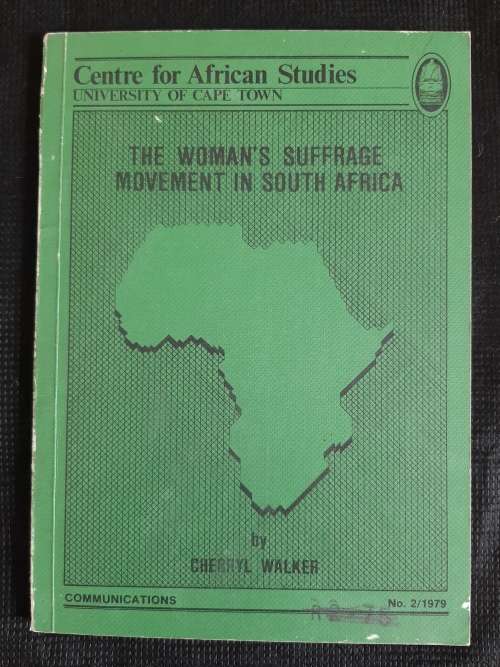 Centre for African Studies
UNIVERSITY OF CAPE TOWN
THE WOMAN'S SUFFRAGE
MOVEMENT IN SOUTH AFRICA
by
CHERRYL WALKER
COMMUNICATIONS
No. 2/1979